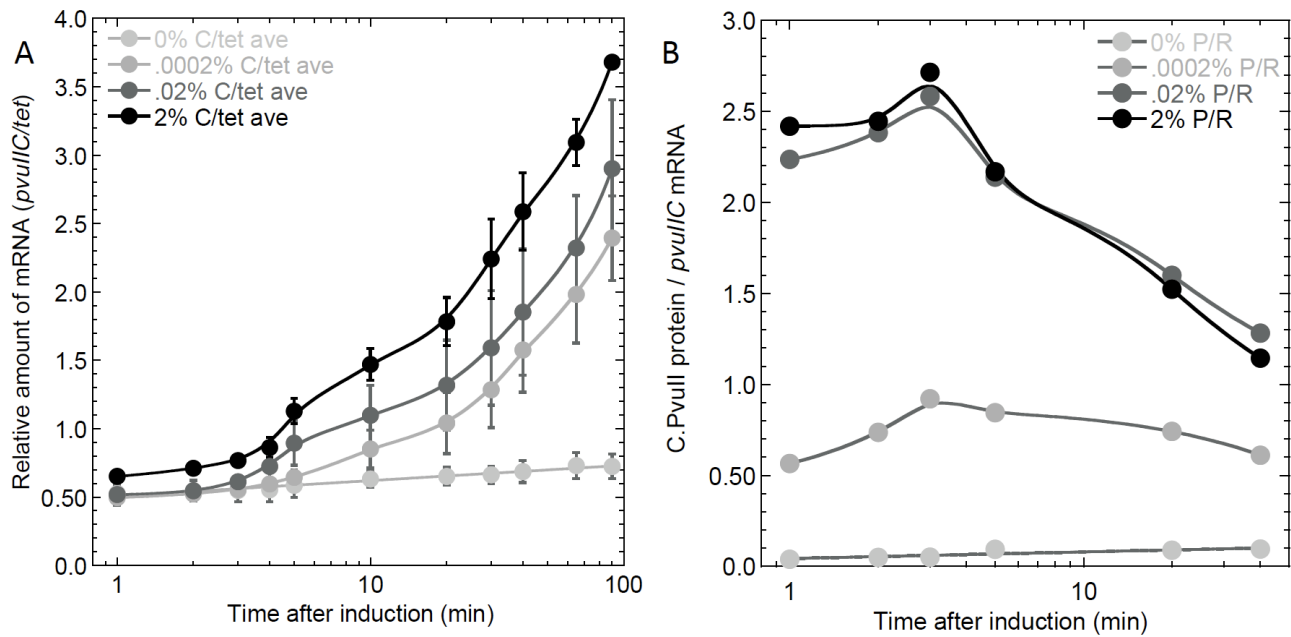 A
0% C/tet ave
.0002% C/tet ave
.02% C/tet ave
2% C/tet ave
Relative amount of mRNA (pvuIIC/tet)
4.0
3.5
3.0
2.5
2.0
1.5
1.0
0.50
0.0
1
10
100
Time after induction (min)
B
0% P/R
.0002% P/R
.02% P/R
2% P/R
C.PvuII protein / pvuIIC mRNA
3.0
2.5
2.0
1.5
1.0
0.50
0.0
1
10
Time after induction (min)